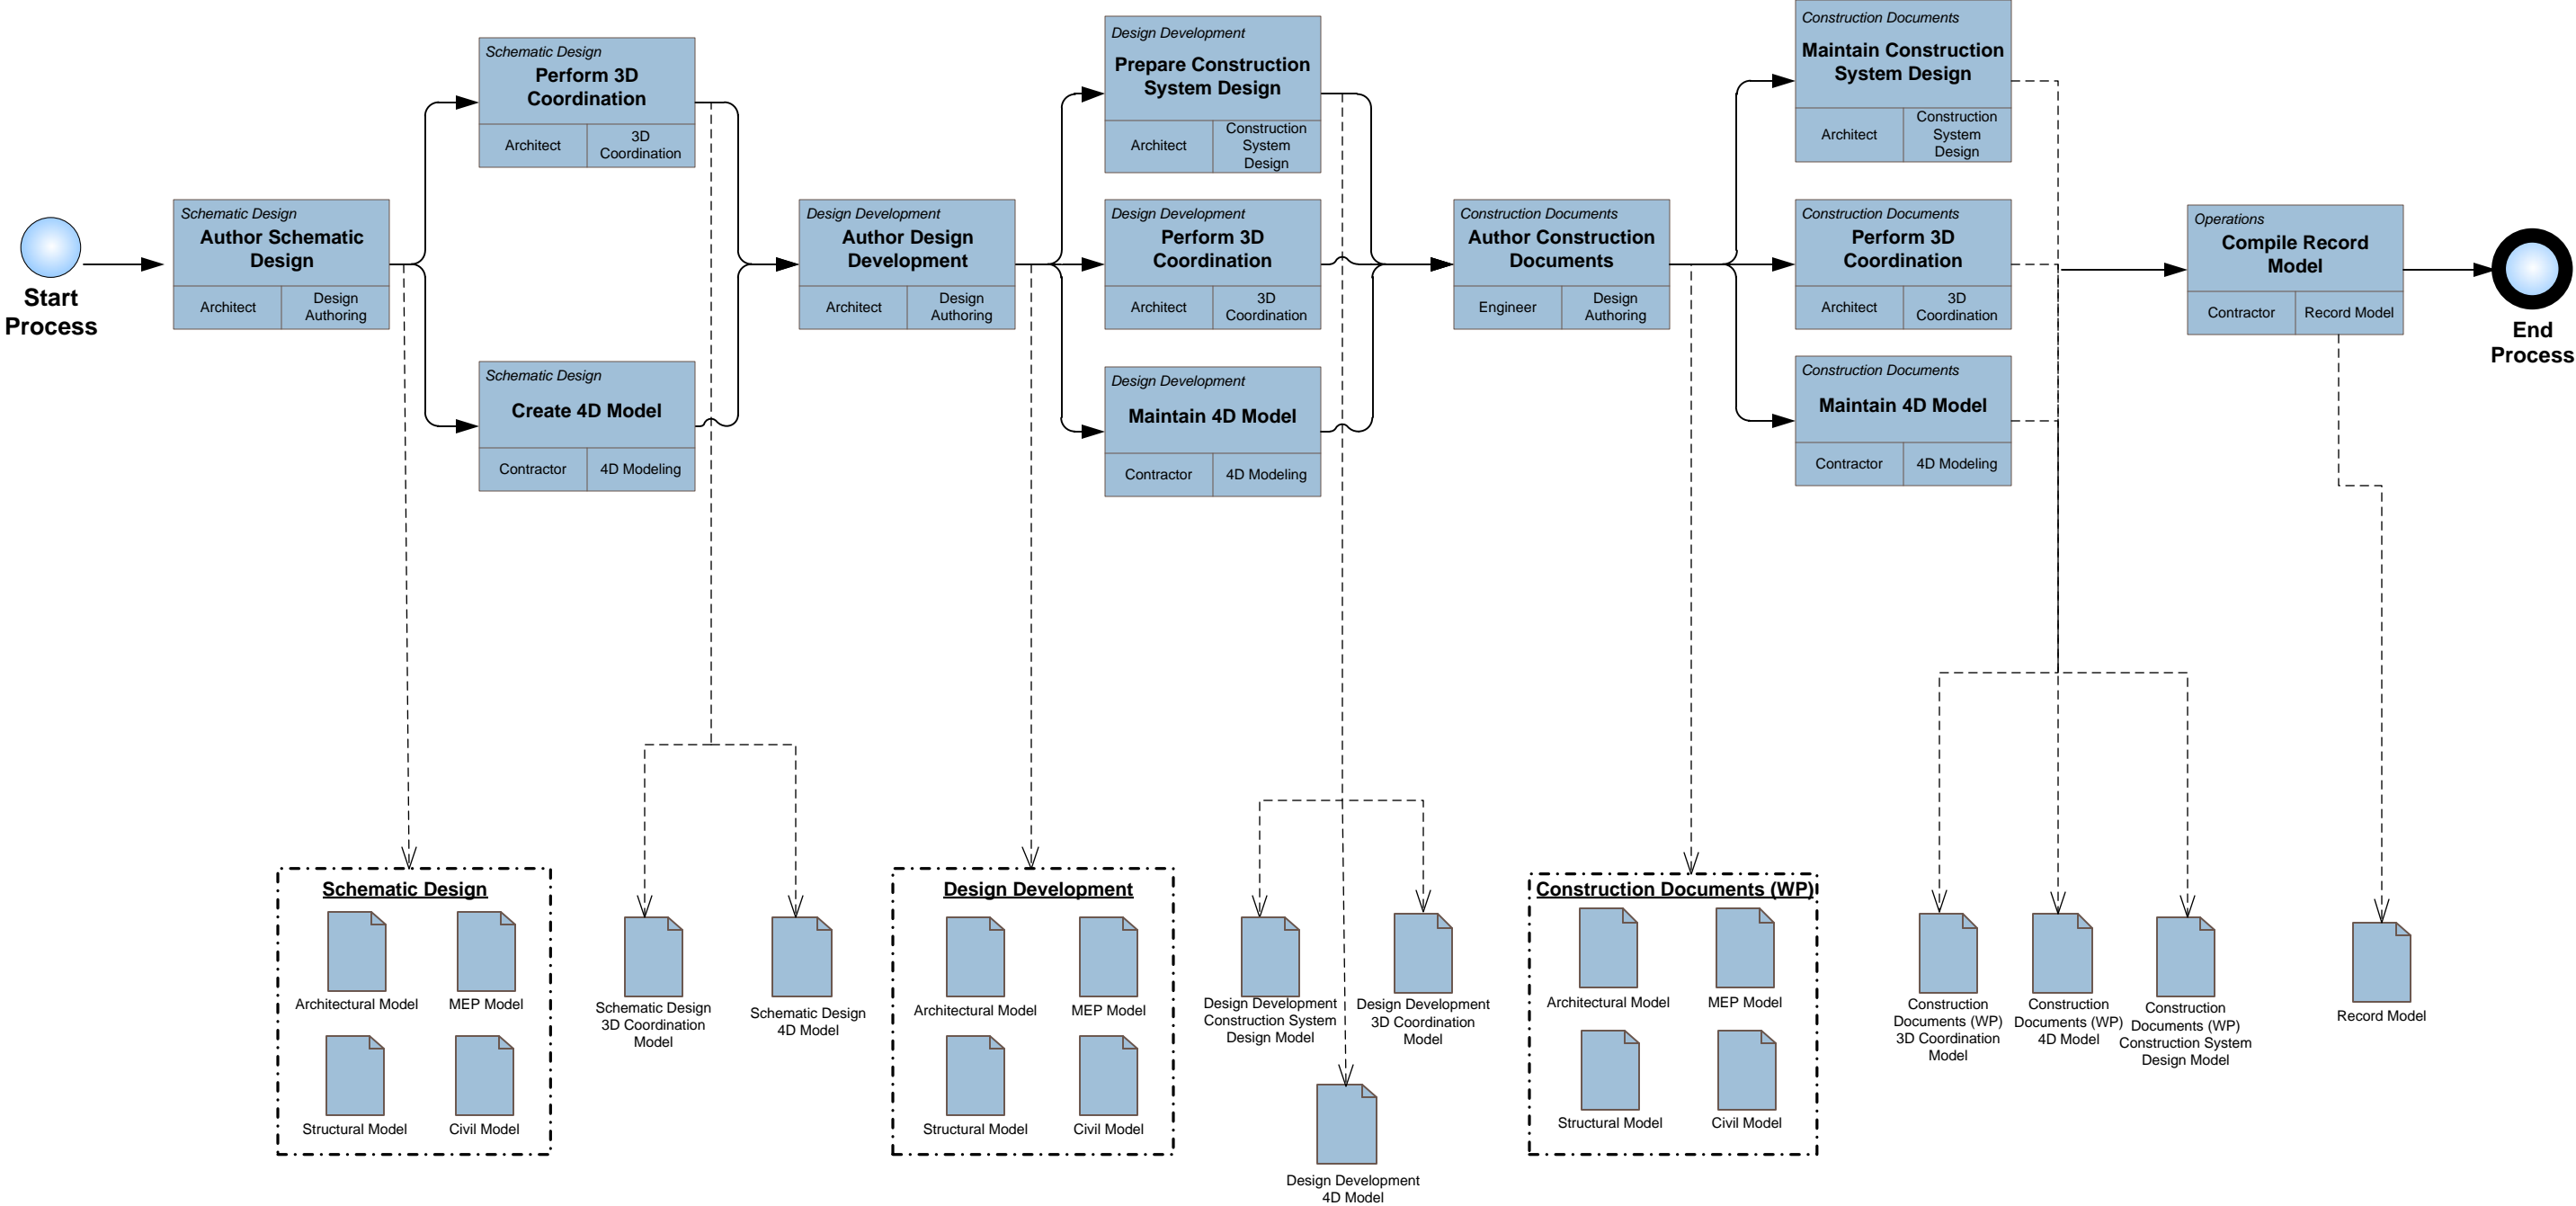 Start
Process
Schematic Design
Author Schematic
Design
Architect
Design
Authoring
Schematic Design
Perform 3D
Coordination
Architect
3D
Coordination
Schematic Design
Create 4D Model
Contractor
4D Modeling
Design Development
Author Design
Development
Architect
Design
Authoring
Design Development
Prepare Construction
System Design
Architect
Construction
System
Design
Design Development
Perform 3D
Coordination
Architect
3D
Coordination
Design Development
Maintain 4D Model
Contractor
4D Modeling
Construction Documents
Author Construction
Documents
Engineer
Design
Authoring
Construction Documents
Maintain Construction
System Design
Architect
Construction
System
Design
Construction Documents
Perform 3D
Coordination
Architect
3D
Coordination
Construction Documents
Maintain 4D Model
Contractor
4D Modeling
Operations
Compile Record
Model
Contractor
Record Model
End
Process
Schematic Design
Architectural Model
MEP Model
Structural Model
Civil Model
Schematic Design
3D Coordination
Model
Schematic Design
4D Model
Design Development
Architectural Model
MEP Model
Structural Model
Civil Model
Design Development
Construction System
Design Model
Design Development
3D Coordination
Model
Design Development
4D Model
Construction Documents (WP)
Architectural Model
MEP Model
Structural Model
Civil Model
Construction
Documents (WP)
3D Coordination
Model
Construction
Documents (WP)
4D Model
Construction
Documents (WP)
Construction System
Design Model
Record Model